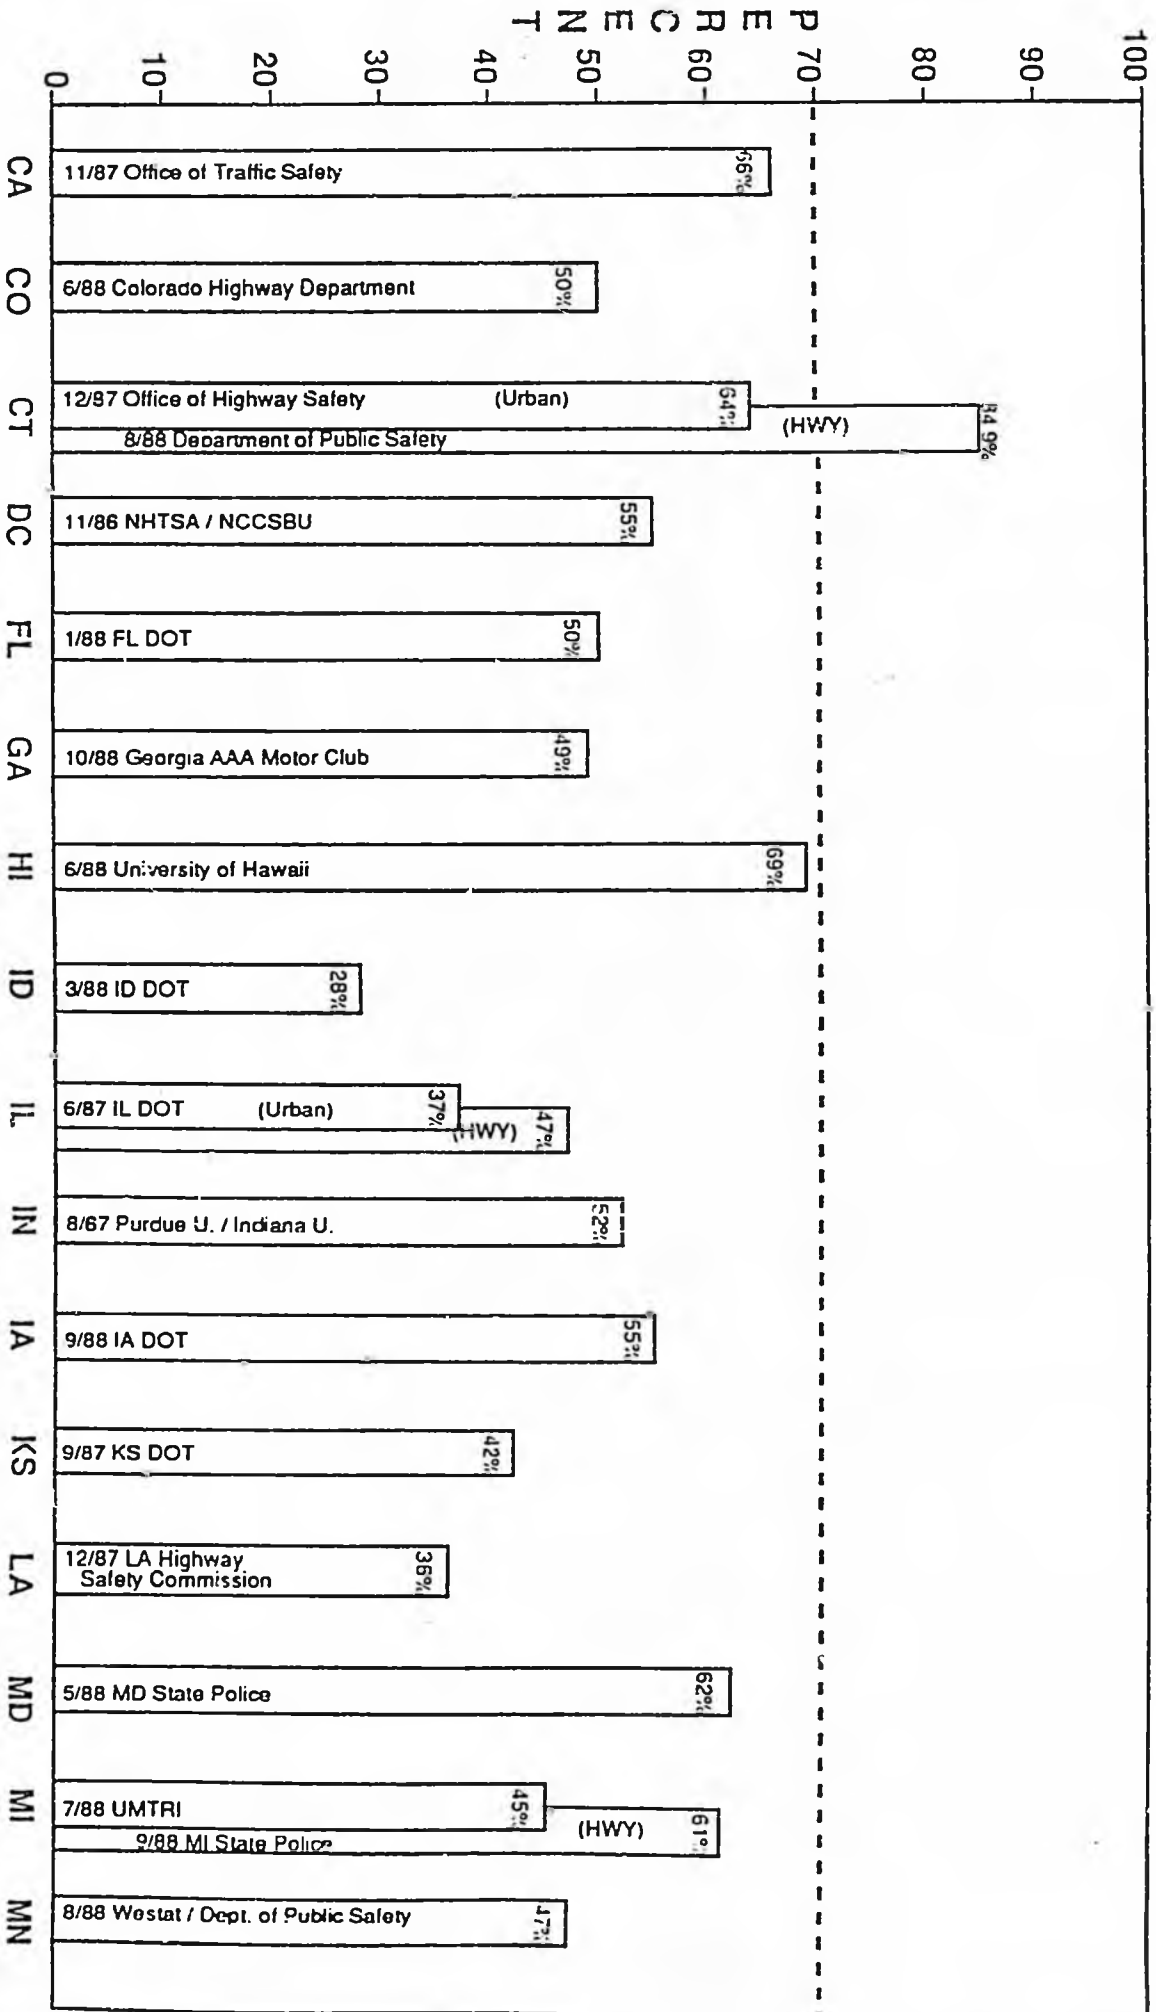 PERCENT
100
90
80
70
60
50
40
30
20
10
0
CA
11/87 Office of Traffic Safety
66%
CO
6/88 Colorado Highway Department
50%
CT
12/87 Office of Highway Safety (Urban)
64%
8/88 Department of Public Safety
(HWY)
84.9%
DC
11/86 NHTSA / NCCSBU
55%
FL
1/88 FL DOT
50%
GA
10/88 Georgia AAA Motor Club
49%
HI
6/88 University of Hawaii
69%
ID
3/88 ID DOT
28%
IL
6/87 IL DOT (Urban)
37%
(HWY)
47%
IN
8/67 Purdue U. / Indiana U.
52%
IA
9/88 IA DOT
55%
KS
9/87 KS DOT
42%
LA
12/87 LA Highway
Safety Commission
36%
MD
5/88 MD State Police
62%
MI
7/88 UMTRI
45%
9/88 MI State Police
(HWY)
61%
MN
8/88 Westat / Dept. of Public Safety
47%